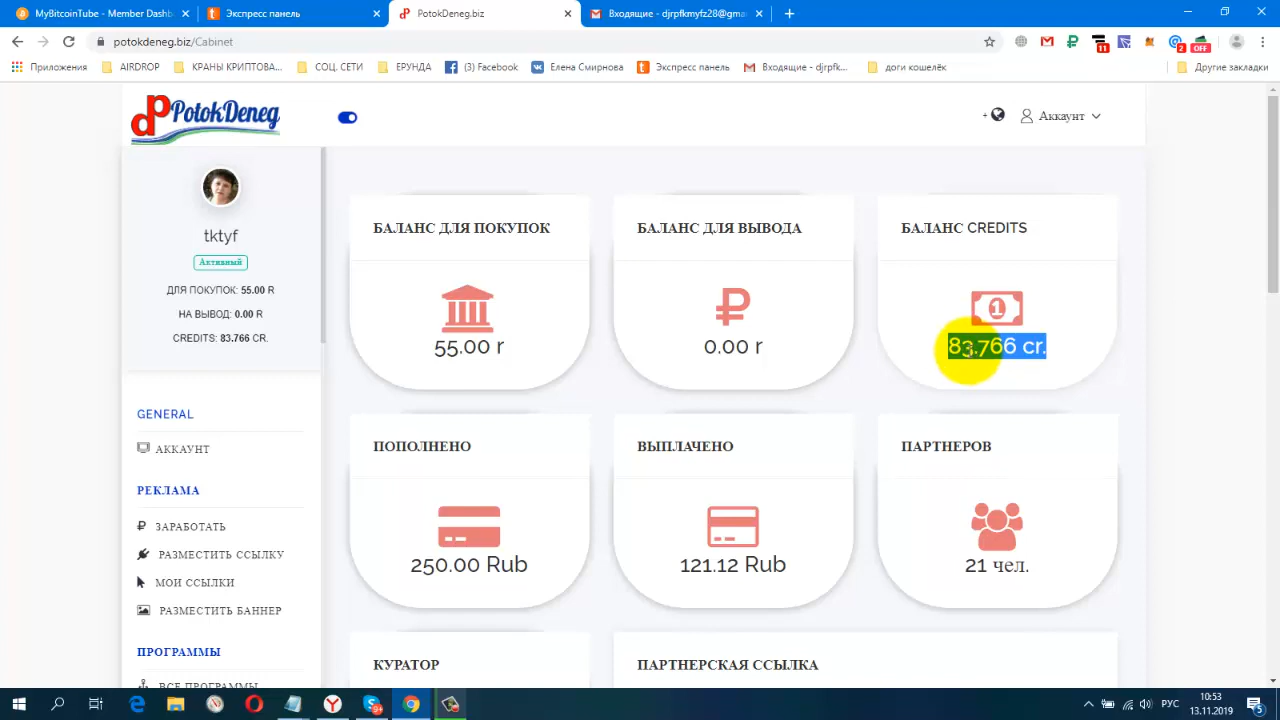 MyBitcoinTube - Member Dashb
Экспресс панель
PotokDeneg.biz
Входящие - djrpfkmyfz28@gma
potokdeneg.biz/Cabinet
11
2
OFF
Приложения
AIRDROP
КРАНЫ КРИПТОВА...
СОЦ. СЕТИ
ЕРУНДА
(3) Facebook
Елена Смирнова
Экспресс панель
Входящие - djrpfk...
доги кошелёк
Другие закладки
PotokDeneg
Аккаунт
tktyf
Активный
ДЛЯ ПОКУПОК: 55.00 R
НА ВЫВОД: 0.00 R
CREDITS: 83.766 CR.
GENERAL
АККАУНТ
РЕКЛАМА
ЗАРАБОТАТЬ
РАЗМЕСТИТЬ ССЫЛКУ
МОИ ССЫЛКИ
РАЗМЕСТИТЬ БАННЕР
ПРОГРАММЫ
ВСЕ ПРОГРАММЫ
БАЛАНС ДЛЯ ПОКУПОК
55.00 r
БАЛАНС ДЛЯ ВЫВОДА
0.00 r
БАЛАНС CREDITS
83.766 cr.
ПОПОЛНЕНО
250.00 Rub
ВЫПЛАЧЕНО
121.12 Rub
ПАРТНЕРОВ
21 чел.
КУРАТОР
ПАРТНЕРСКАЯ ССЫЛКА
РУС
10:53
13.11.2019
5